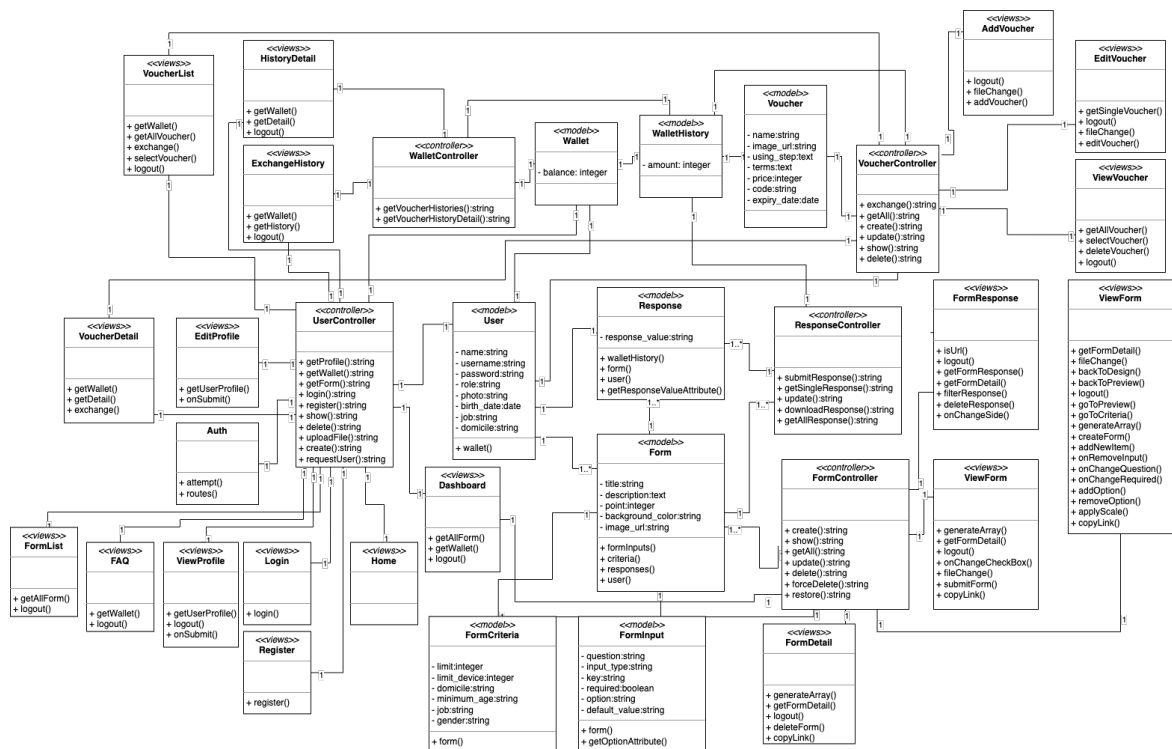 <<views>>
VoucherList
+ getWallet()
+ getAllVoucher()
+ exchange()
+ selectVoucher()
+ logout()
<<views>>
HistoryDetail
+ getWallet()
+ getDetail()
+ logout()
<<views>>
ExchangeHistory
+ getWallet()
+ getHistory()
+ logout()
<<controller>>
WalletController
+ getVoucherHistories():string
+ getVoucherHistoryDetail():string
<<model>>
Wallet
- balance: integer
<<model>>
WalletHistory
- amount: integer
<<model>>
Voucher
- name:string
- image_url:string
- using_step:text
- terms:text
- price:integer
- code:string
- expiry_date:date
<<controller>>
VoucherController
+ exchange():string
+ getAll():string
+ create():string
+ update():string
+ show():string
+ delete():string
<<views>>
AddVoucher
+ logout()
+ fileChange()
+ addVoucher()
<<views>>
EditVoucher
+ getSingleVoucher()
+ logout()
+ fileChange()
+ editVoucher()
<<views>>
ViewVoucher
+ getAllVoucher()
+ selectVoucher()
+ deleteVoucher()
+ logout()
<<views>>
VoucherDetail
+ getWallet()
+ getDetail()
+ exchange()
<<views>>
EditProfile
+ getUserProfile()
+ onSubmit()
Auth
+ attempt()
+ routes()
<<controller>>
UserController
+ getProfile():string
+ getWallet():string
+ getForm():string
+ login():string
+ register():string
+ show():string
+ delete():string
+ uploadFile():string
+ create():string
+ requestUser():string
<<model>>
User
- name:string
- username:string
- password:string
- role:string
- photo:string
- birth_date:date
- job:string
- domicile:string
+ wallet()
<<model>>
Response
- response_value:string
+ walletHistory()
+ form()
+ user()
+ getResponseValueAttribute()
<<controller>>
ResponseController
+ submitResponse():string
+ getSingleResponse():string
+ update():string
+ downloadResponse():string
+ getAllResponse():string
<<views>>
FormResponse
+ isUrl()
+ logout()
+ getFormResponse()
+ getFormDetail()
+ filterResponse()
+ deleteResponse()
+ onChangeSide()
<<views>>
ViewForm
+ getFormDetail()
+ fileChange()
+ backToDesign()
+ backToPreview()
+ logout()
+ goToPreview()
+ goToCriteria()
+ generateArray()
+ createForm()
+ addNewItem()
+ onRemoveInput()
+ onChangeQuestion()
+ onChangeRequired()
+ addOption()
+ removeOption()
+ applyScale()
+ copyLink()
<<views>>
FormList
+ getAllForm()
+ logout()
<<views>>
FAQ
+ getWallet()
+ logout()
<<views>>
ViewProfile
+ getUserProfile()
+ logout()
+ onSubmit()
<<views>>
Login
+ login()
<<views>>
Register
+ register()
<<views>>
Home
<<views>>
Dashboard
+ getAllForm()
+ getWallet()
+ logout()
<<model>>
Form
- title:string
- description:text
- point:integer
- background_color:string
- image_url:string
+ formInputs()
+ criteria()
+ responses()
+ user()
<<controller>>
FormController
+ create():string
+ show():string
+ getAll():string
+ update():string
+ delete():string
+ forceDelete():string
+ restore():string
<<views>>
ViewForm
+ generateArray()
+ getFormDetail()
+ logout()
+ onChangeCheckBox()
+ fileChange()
+ submitForm()
+ copyLink()
<<model>>
FormCriteria
- limit:integer
- limit_device:integer
- domicile:string
- minimum_age:string
- job:string
- gender:string
+ form()
<<model>>
FormInput
- question:string
- input_type:string
- key:string
- required:boolean
- option:string
- default_value:string
+ form()
+ getOptionAttribute()
<<views>>
FormDetail
+ generateArray()
+ getFormDetail()
+ logout()
+ deleteForm()
+ copyLink()